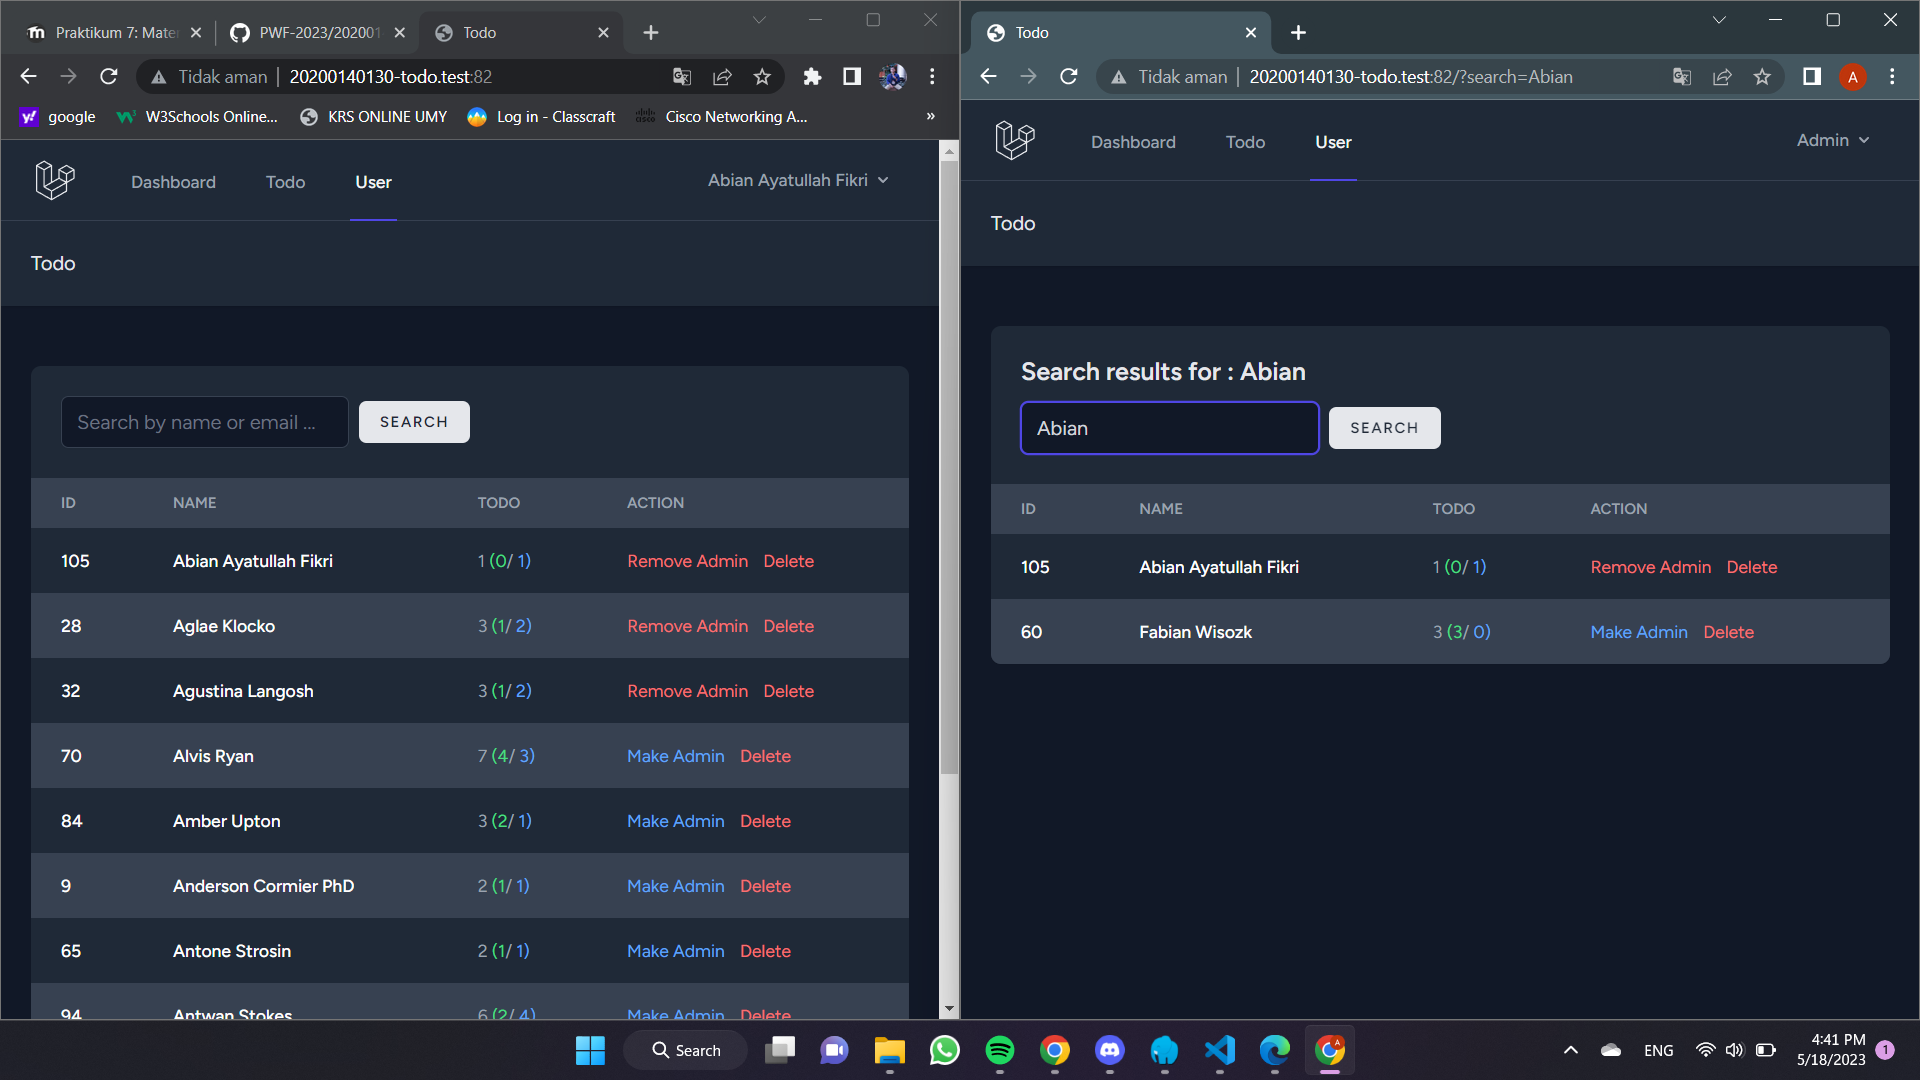 Praktikum 7: Mate
PWF-2023/202001
Todo
Tidak aman
20200140130-todo.test:82
google
W3Schools Online...
KRS ONLINE UMY
Log in - Classcraft
Cisco Networking A...
»
Dashboard
Todo
User
Abian Ayatullah Fikri
Todo
Search by name or email ...
SEARCH
ID NAME TODO ACTION
105 Abian Ayatullah Fikri 1 (0/ 1) Remove Admin Delete
28 Aglae Klocko 3 (1/ 2) Remove Admin Delete
32 Agustina Langosh 3 (1/ 2) Remove Admin Delete
70 Alvis Ryan 7 (4/ 3) Make Admin Delete
84 Amber Upton 3 (2/ 1) Make Admin Delete
9 Anderson Cormier PhD 2 (1/ 1) Make Admin Delete
65 Antone Strosin 2 (1/ 1) Make Admin Delete
94 Antwan Stokes 6 (2/ 4) Make Admin Delete
Todo
Tidak aman
20200140130-todo.test:82/?search=Abian
A
Dashboard
Todo
User
Admin
Todo
Search results for : Abian
Abian
SEARCH
ID NAME TODO ACTION
105 Abian Ayatullah Fikri 1 (0/ 1) Remove Admin Delete
60 Fabian Wisozk 3 (3/ 0) Make Admin Delete
Search
ENG
4:41 PM
5/18/2023
1